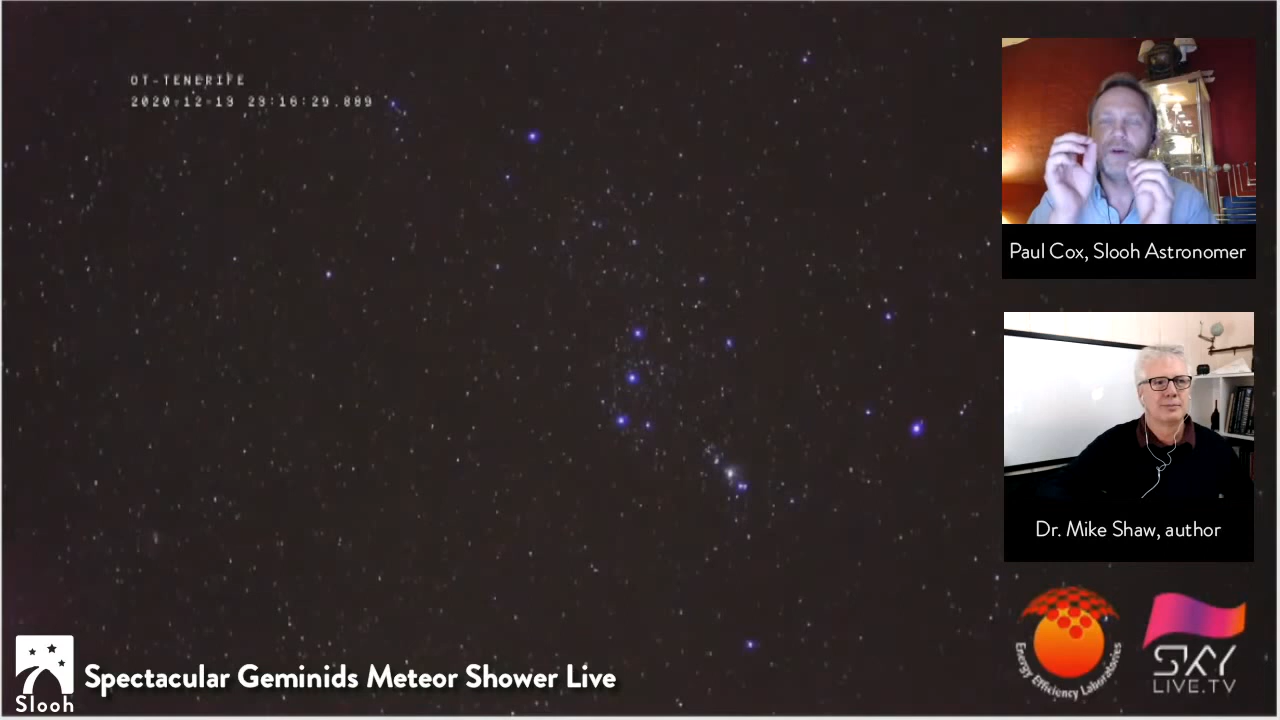 OT-TENERIFE
2020-12-13 23:16:29.889
Paul Cox, Slooh Astronomer
Dr. Mike Shaw, author
Energy Efficiency Laboratories
SKY
LIVE.TV
Slooh
Spectacular Geminids Meteor Shower Live